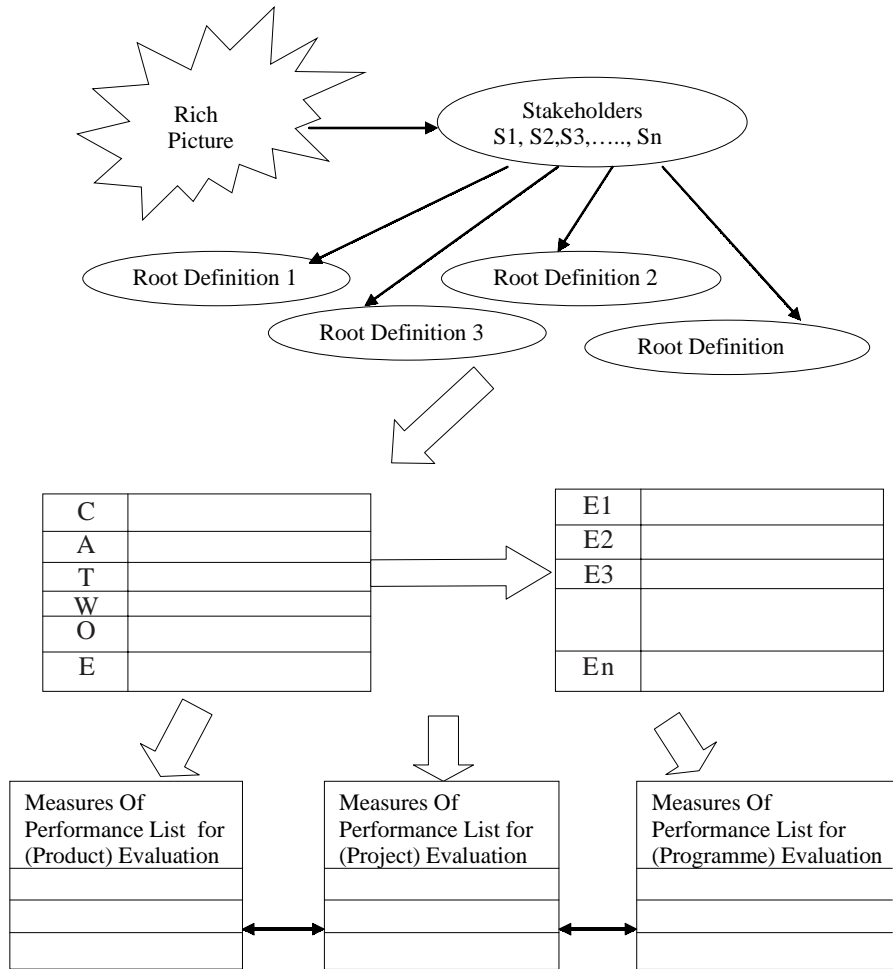 Rich
Picture
Stakeholders
S1, S2,S3,….., Sn
Root Definition 1
Root Definition 2
Root Definition 3
Root Definition
C
A
T
W
O
E
E1
E2
E3
En
Measures Of
Performance List for
(Product) Evaluation
Measures Of
Performance List for
(Project) Evaluation
Measures Of
Performance List for
(Programme) Evaluation